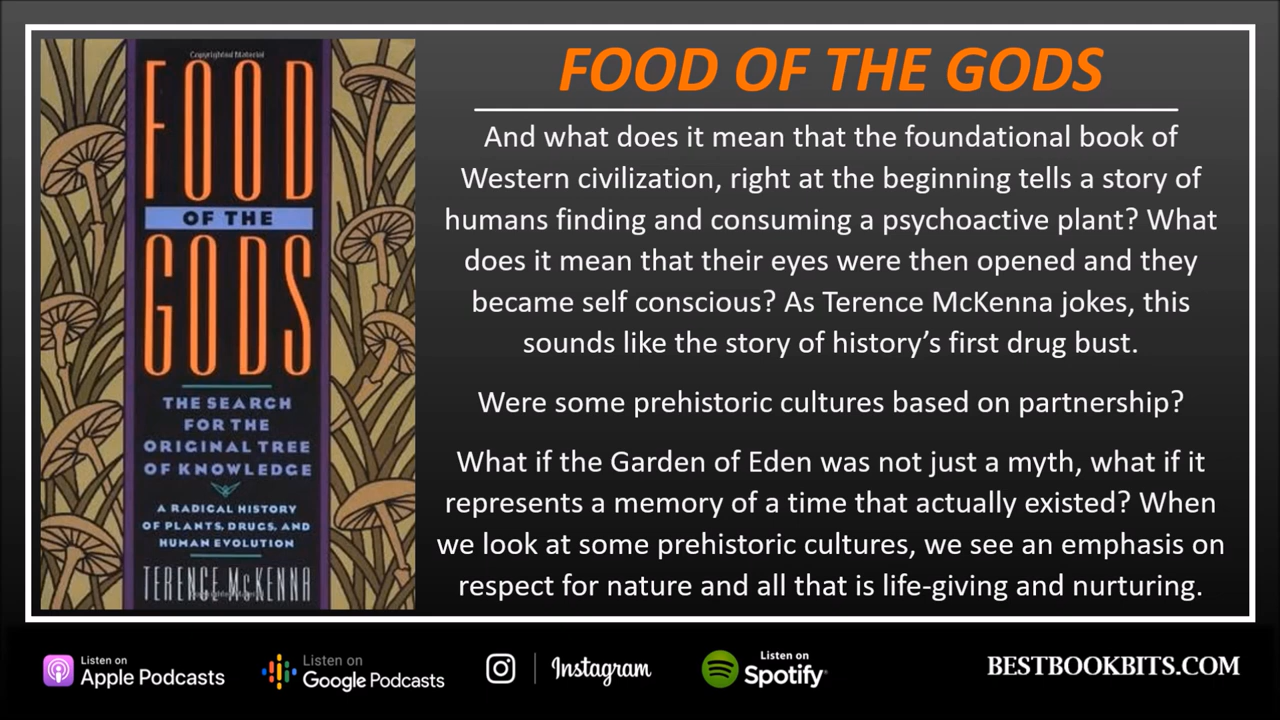 Copyrighted Material
FOOD
OF THE
GODS
THE SEARCH
FOR THE
ORIGINAL TREE
OF KNOWLEDGE
A RADICAL HISTORY
OF PLANTS, DRUGS, AND
HUMAN EVOLUTION
TERENCE McKENNA
FOOD OF THE GODS
And what does it mean that the foundational book of
Western civilization, right at the beginning tells a story of
humans finding and consuming a psychoactive plant? What
does it mean that their eyes were then opened and they
became self conscious? As Terence McKenna jokes, this
sounds like the story of history’s first drug bust.
Were some prehistoric cultures based on partnership?
What if the Garden of Eden was not just a myth, what if it
represents a memory of a time that actually existed? When
we look at some prehistoric cultures, we see an emphasis on
respect for nature and all that is life-giving and nurturing.
Listen on
Apple Podcasts
Listen on
Google Podcasts
Instagram
Listen on
Spotify
BESTBOOKBITS.COM